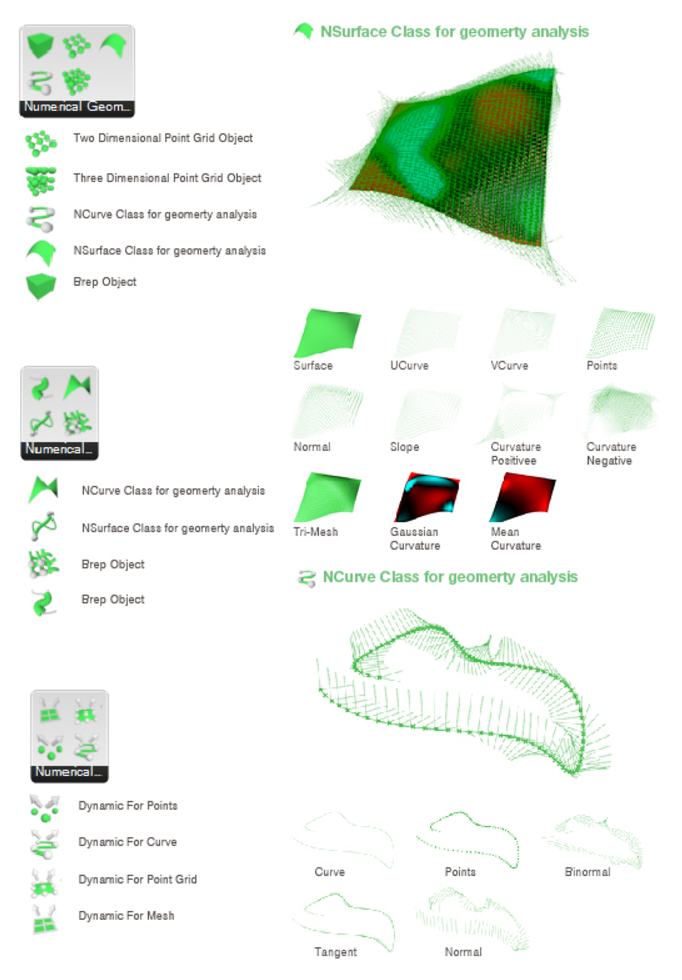 Numerical Geom...
Two Dimensional Point Grid Object
Three Dimensional Point Grid Object
NCurve Class for geomerty analysis
NSurface Class for geomerty analysis
Brep Object
Numerical...
NCurve Class for geomerty analysis
NSurface Class for geomerty analysis
Brep Object
Brep Object
Numerical...
Dynamic For Points
Dynamic For Curve
Dynamic For Point Grid
Dynamic For Mesh
NSurface Class for geomerty analysis
Surface
UCurve
VCurve
Points
Normal
Slope
Curvature
Positivee
Curvature
Negative
Tri-Mesh
Gaussian
Curvature
Mean
Curvature
NCurve Class for geomerty analysis
Curve
Points
Binormal
Tangent
Normal